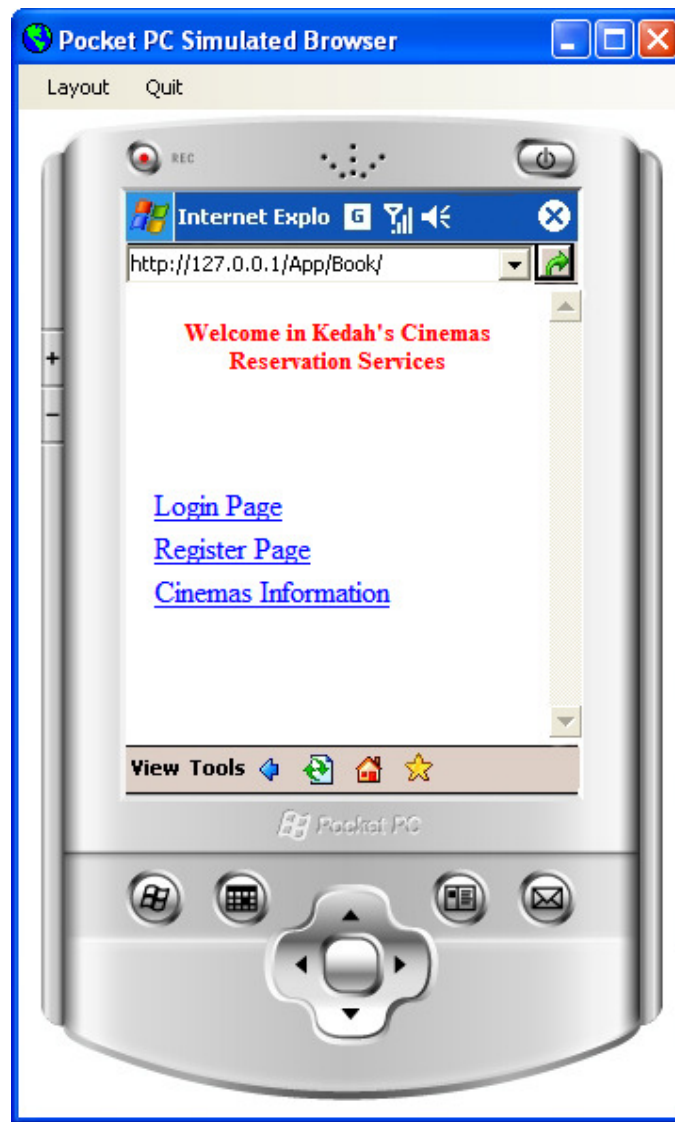 Pocket PC Simulated Browser
Layout Quit
REC
Internet Explo G
http://127.0.0.1/App/Book/
Welcome in Kedah's Cinemas
Reservation Services
Login Page
Register Page
Cinemas Information
View Tools
Pocket PC